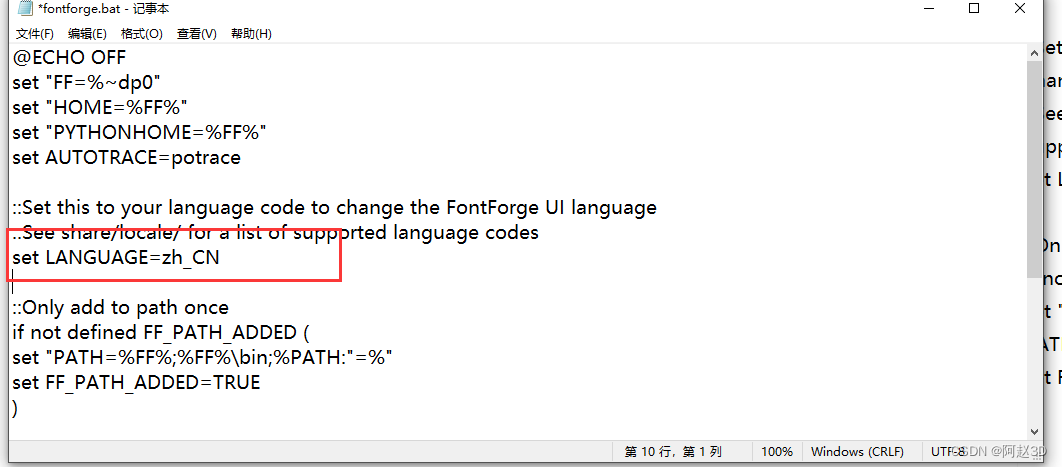 *fontforge.bat - 记事本
文件(F) 编辑(E) 格式(O) 查看(V) 帮助(H)
@ECHO OFF
set "FF=%~dp0"
set "HOME=%FF%"
set "PYTHONHOME=%FF%"
set AUTOTRACE=potrace
::Set this to your language code to change the FontForge UI language
::See share/locale/ for a list of supported language codes
set LANGUAGE=zh_CN
::Only add to path once
if not defined FF_PATH_ADDED (
set "PATH=%FF%;%FF%\bin;%PATH:"=%"
set FF_PATH_ADDED=TRUE
)
第 10 行，第 1 列 100% Windows (CRLF) UTF-8
CSDN @阿赵3D